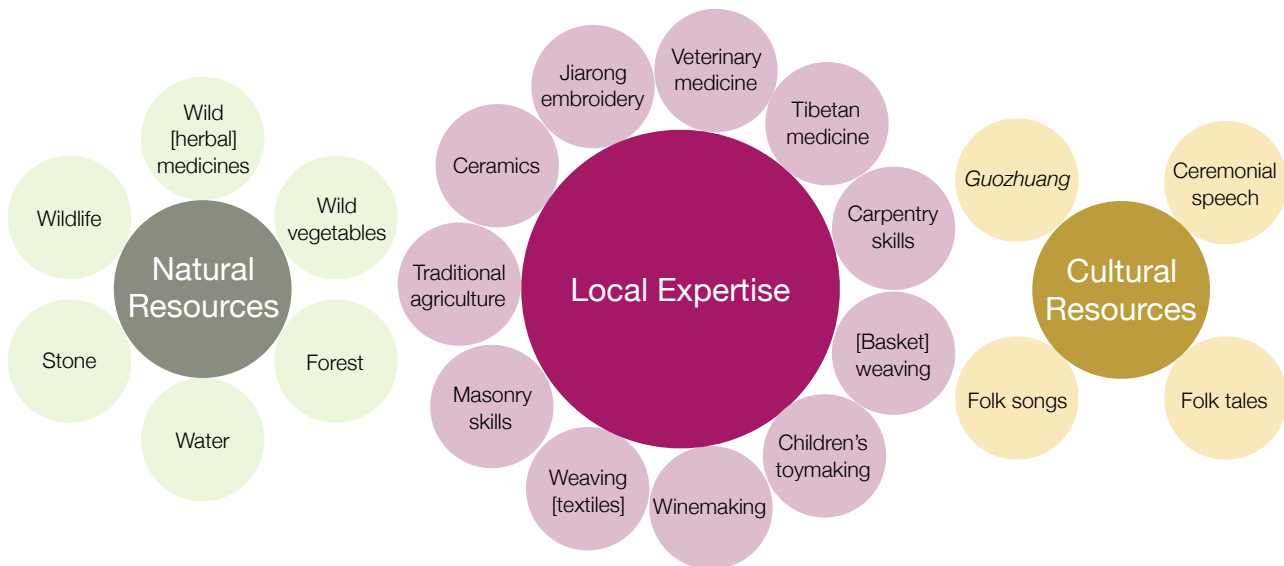 Natural
Resources
Wild
[herbal]
medicines
Wild
vegetables
Forest
Water
Stone
Wildlife
Local Expertise
Veterinary
medicine
Tibetan
medicine
Carpentry
skills
[Basket]
weaving
Children’s
toymaking
Winemaking
Weaving
[textiles]
Masonry
skills
Traditional
agriculture
Ceramics
Jiarong
embroidery
Cultural
Resources
Guozhuang
Ceremonial
speech
Folk tales
Folk songs